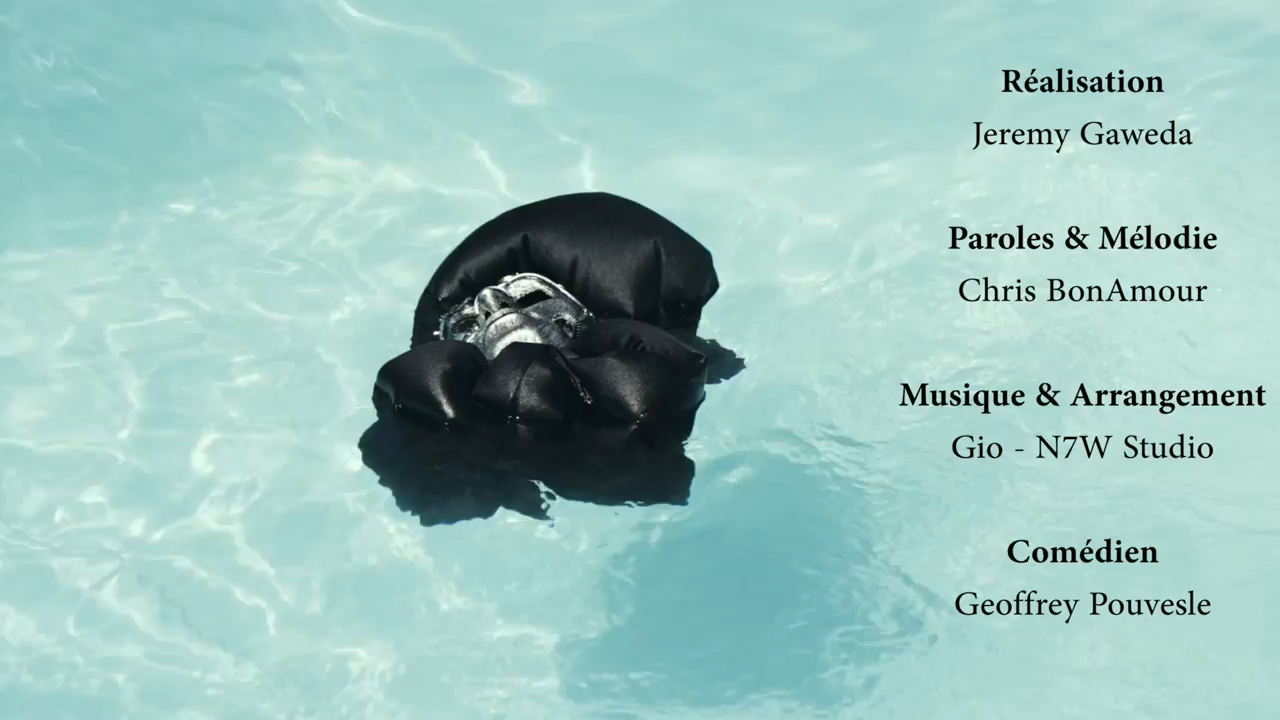 Réalisation
Jeremy Gaweda
Paroles & Mélodie
Chris BonAmour
Musique & Arrangement
Gio - N7W Studio
Comédien
Geoffrey Pouvesle